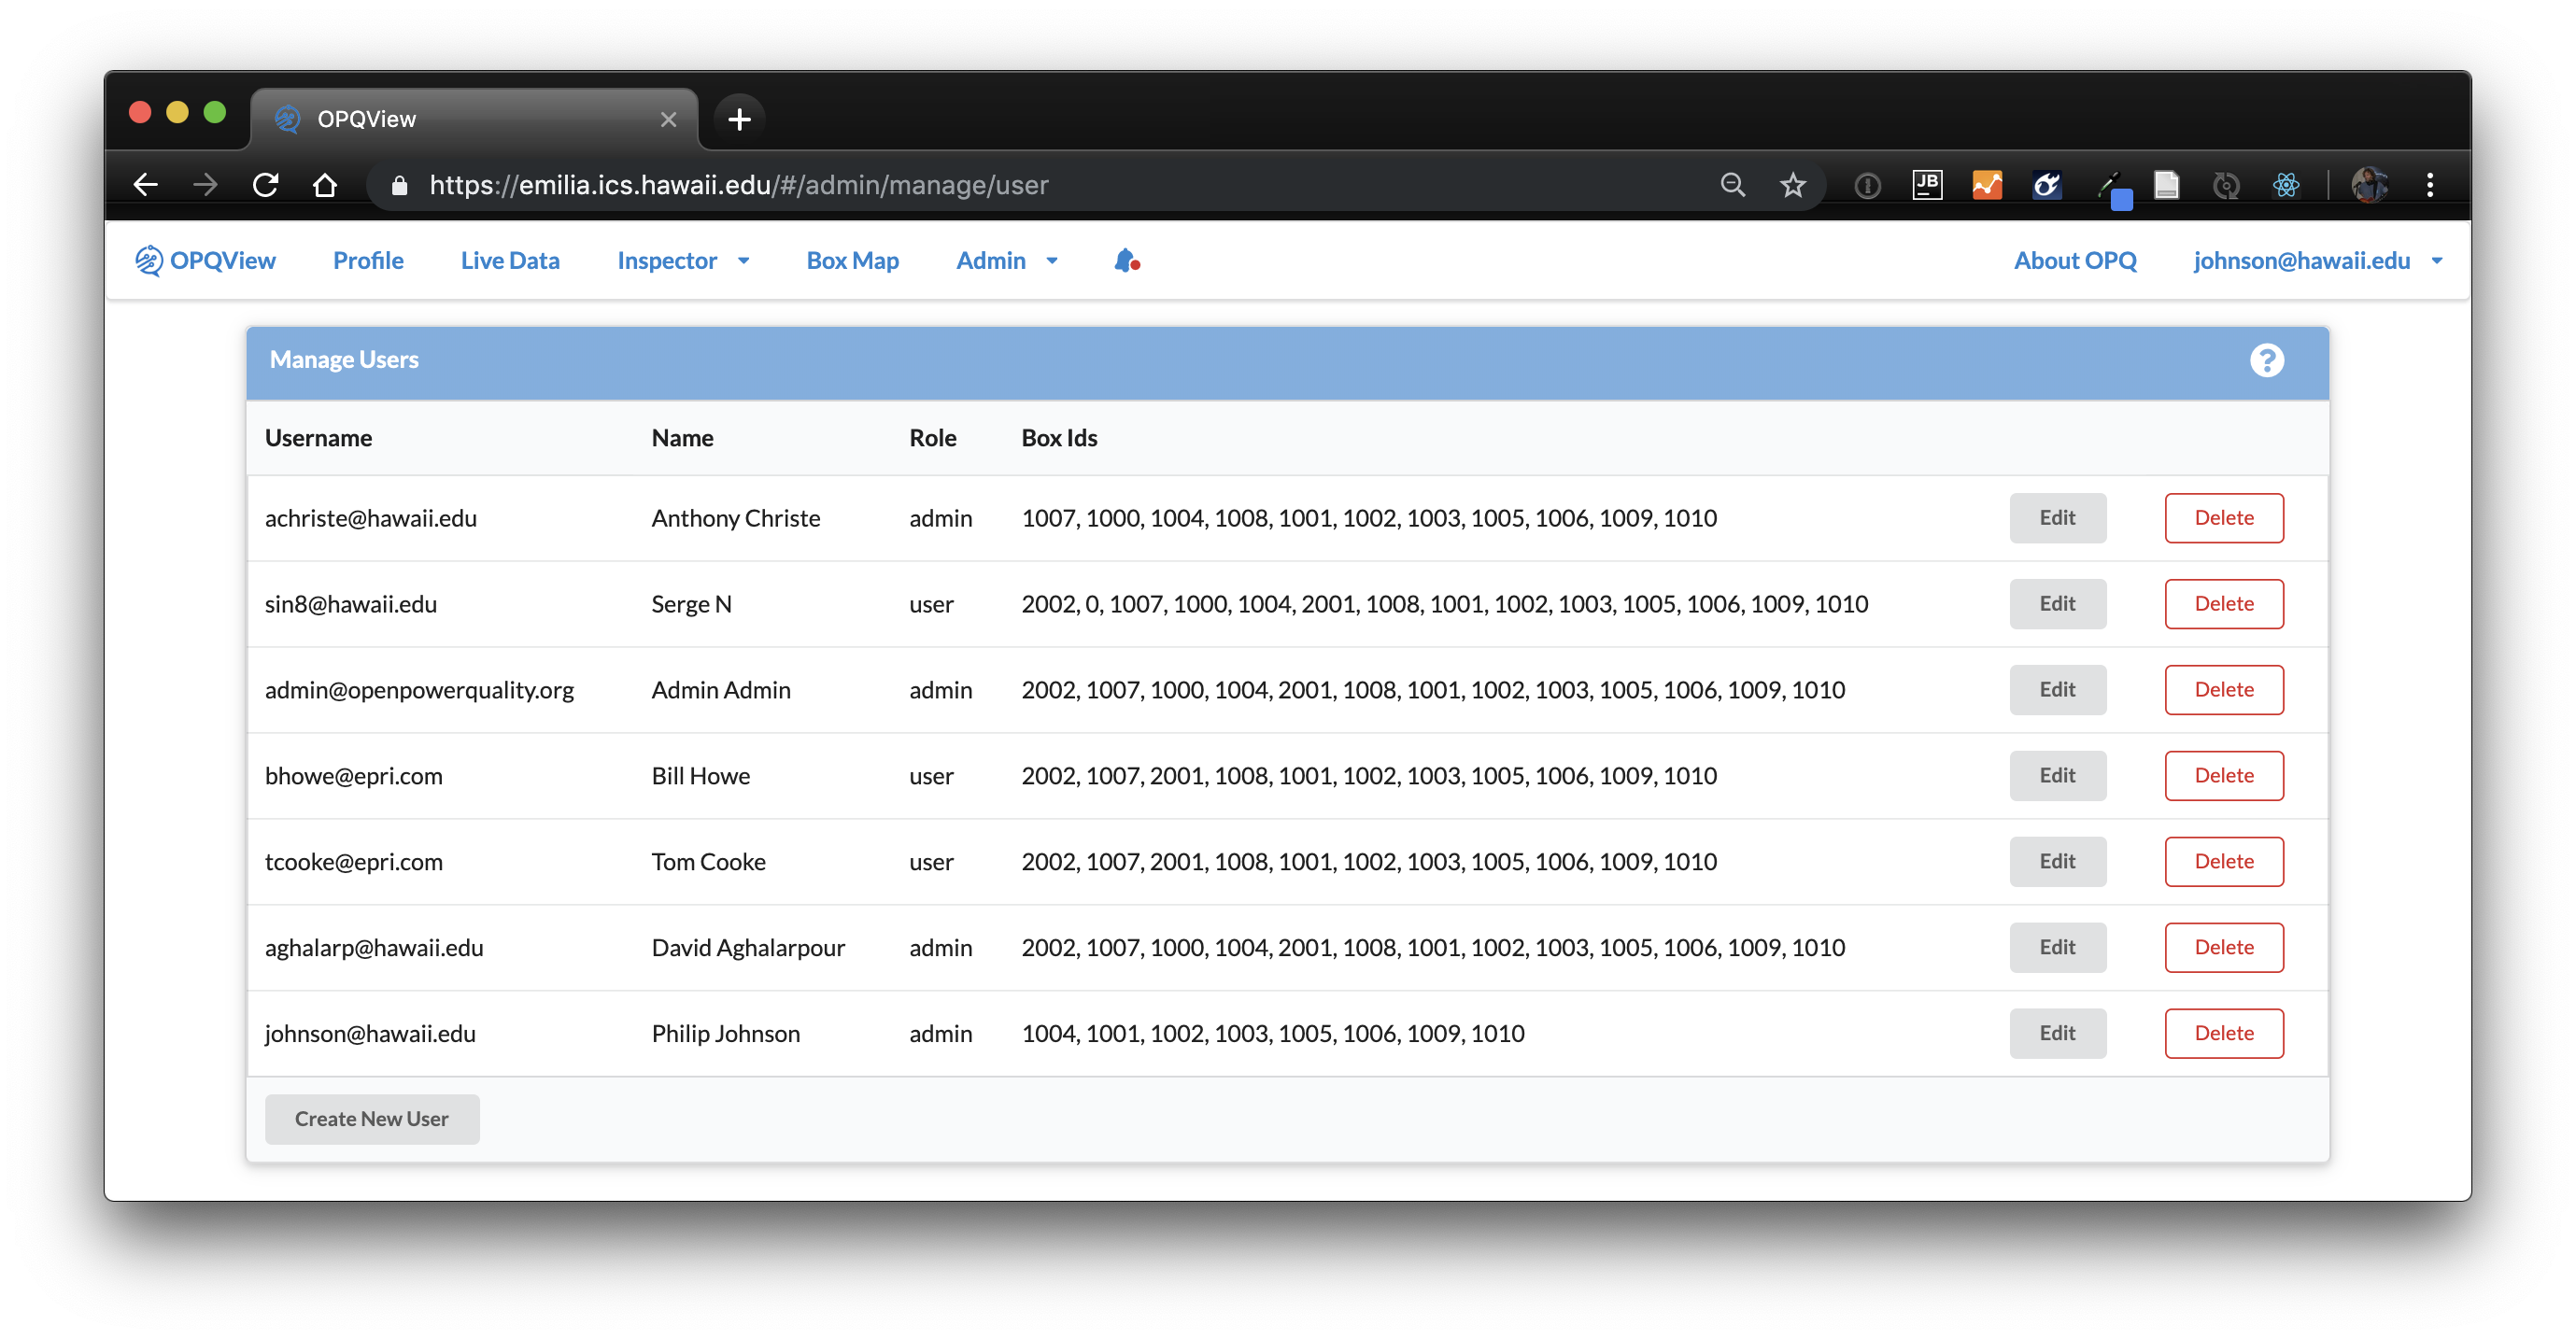 OPQView
https://emilia.ics.hawaii.edu/#/admin/manage/user
JB
OPQView Profile Live Data Inspector Box Map Admin About OPQ johnson@hawaii.edu
Manage Users ?
Username Name Role Box Ids
achriste@hawaii.edu Anthony Christe admin 1007, 1000, 1004, 1008, 1001, 1002, 1003, 1005, 1006, 1009, 1010 Edit Delete
sin8@hawaii.edu Serge N user 2002, 0, 1007, 1000, 1004, 2001, 1008, 1001, 1002, 1003, 1005, 1006, 1009, 1010 Edit Delete
admin@openpowerquality.org Admin Admin admin 2002, 1007, 1000, 1004, 2001, 1008, 1001, 1002, 1003, 1005, 1006, 1009, 1010 Edit Delete
bhowe@epri.com Bill Howe user 2002, 1007, 2001, 1008, 1001, 1002, 1003, 1005, 1006, 1009, 1010 Edit Delete
tcooke@epri.com Tom Cooke user 2002, 1007, 2001, 1008, 1001, 1002, 1003, 1005, 1006, 1009, 1010 Edit Delete
aghalarp@hawaii.edu David Aghalarpour admin 2002, 1007, 1000, 1004, 2001, 1008, 1001, 1002, 1003, 1005, 1006, 1009, 1010 Edit Delete
johnson@hawaii.edu Philip Johnson admin 1004, 1001, 1002, 1003, 1005, 1006, 1009, 1010 Edit Delete
Create New User